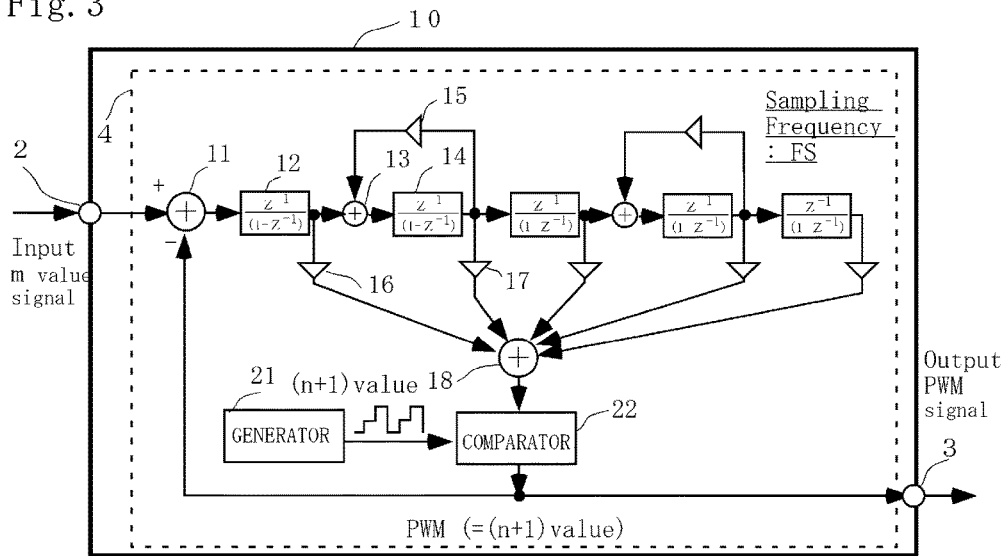 Fig. 3
10
4
15
Sampling
Frequency
: FS
2
11
12
13
14
+
+
-
z⁻¹
(1-z⁻¹)
+
z⁻¹
(1-z⁻¹)
z⁻¹
(1 z⁻¹)
+
z⁻¹
(1 z⁻¹)
z⁻¹
(1 z⁻¹)
Input
m value
signal
16
17
+
18
21
(n+1)value
22
GENERATOR
COMPARATOR
Output
PWM
signal
3
PWM (=(n+1)value)